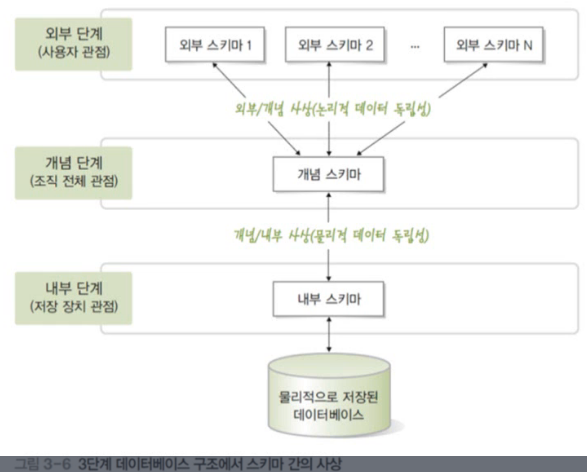 외부 단계
(사용자 관점)
외부 스키마 1
외부 스키마 2
...
외부 스키마 N
외부/개념 사상(논리적 데이터 독립성)
개념 단계
(조직 전체 관점)
개념 스키마
개념/내부 사상(물리적 데이터 독립성)
내부 단계
(저장 장치 관점)
내부 스키마
물리적으로 저장된
데이터베이스
그림 3-6 3단계 데이터베이스 구조에서 스키마 간의 사상